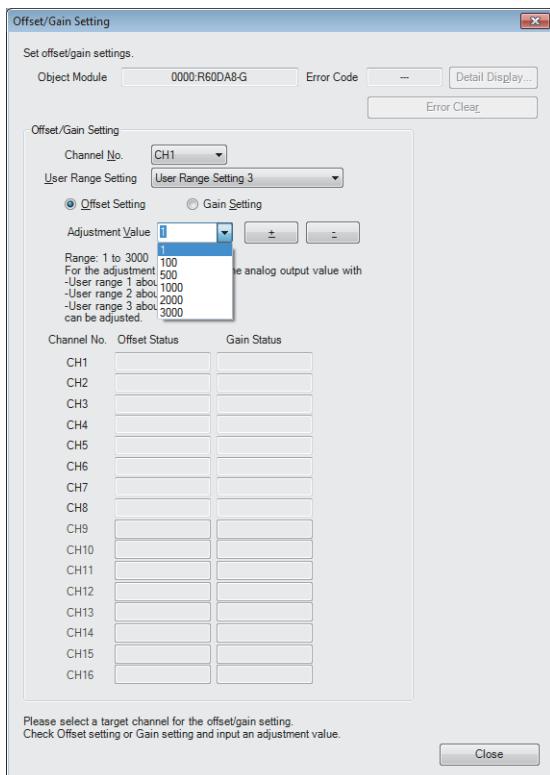 Offset/Gain Setting
Set offset/gain settings.
Object Module 0000:R60DA8-G Error Code --- Detail Display...
Error Clear
Offset/Gain Setting
Channel No. CH1
User Range Setting User Range Setting 3
Offset Setting Gain Setting
Adjustment Value 1 + -
Range: 1 to 3000
1
For the adjustment he analog output value with
100
-User range 1 abou
500
-User range 2 abou
1000
-User range 3 abou
2000
can be adjusted.
3000
Channel No. Offset Status Gain Status
CH1
CH2
CH3
CH4
CH5
CH6
CH7
CH8
CH9
CH10
CH11
CH12
CH13
CH14
CH15
CH16
Please select a target channel for the offset/gain setting.
Check Offset setting or Gain setting and input an adjustment value.
Close